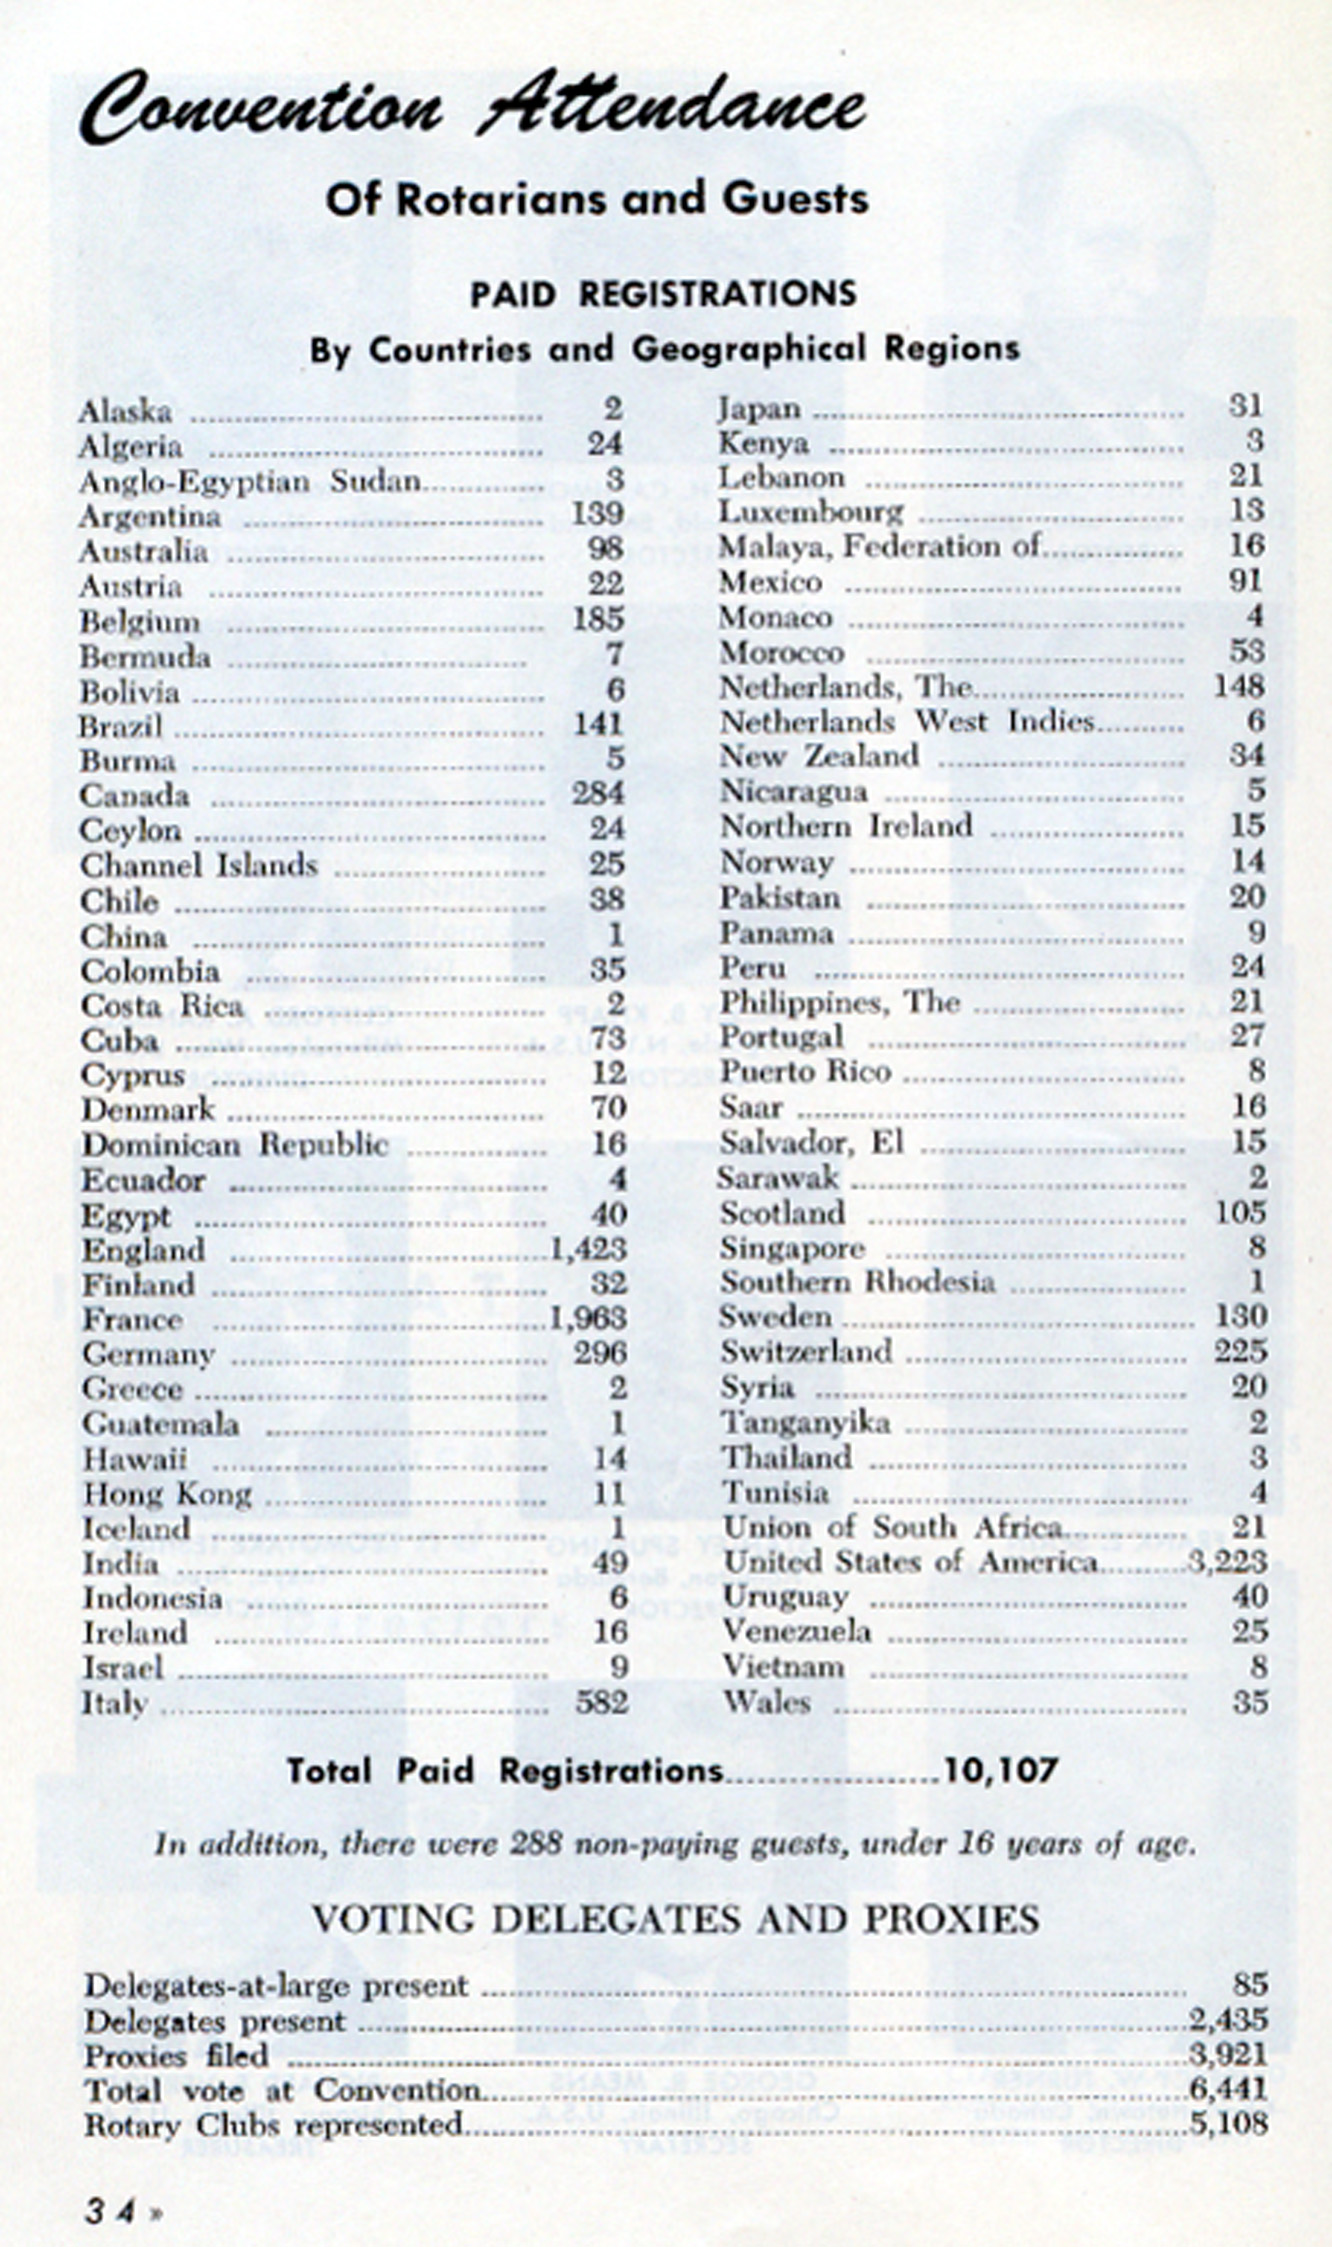 Convention Attendance
Of Rotarians and Guests
PAID REGISTRATIONS
By Countries and Geographical Regions
Alaska 2
Algeria 24
Anglo-Egyptian Sudan 3
Argentina 139
Australia 98
Austria 22
Belgium 185
Bermuda 7
Bolivia 6
Brazil 141
Burma 5
Canada 284
Ceylon 24
Channel Islands 25
Chile 38
China 1
Colombia 35
Costa Rica 2
Cuba 73
Cyprus 12
Denmark 70
Dominican Republic 16
Ecuador 4
Egypt 40
England 1,423
Finland 32
France 1,963
Germany 296
Greece 2
Guatemala 1
Hawaii 14
Hong Kong 11
Iceland 1
India 49
Indonesia 6
Ireland 16
Israel 9
Italy 582
Japan 31
Kenya 3
Lebanon 21
Luxembourg 13
Malaya, Federation of 16
Mexico 91
Monaco 4
Morocco 53
Netherlands, The 148
Netherlands West Indies 6
New Zealand 34
Nicaragua 5
Northern Ireland 15
Norway 14
Pakistan 20
Panama 9
Peru 24
Philippines, The 21
Portugal 27
Puerto Rico 8
Saar 16
Salvador, El 15
Sarawak 2
Scotland 105
Singapore 8
Southern Rhodesia 1
Sweden 130
Switzerland 225
Syria 20
Tanganyika 2
Thailand 3
Tunisia 4
Union of South Africa 21
United States of America 3,223
Uruguay 40
Venezuela 25
Vietnam 8
Wales 35
Total Paid Registrations 10,107
In addition, there were 288 non-paying guests, under 16 years of age.
VOTING DELEGATES AND PROXIES
Delegates-at-large present 85
Delegates present 2,435
Proxies filed 3,921
Total vote at Convention 6,441
Rotary Clubs represented 5,108
34 »